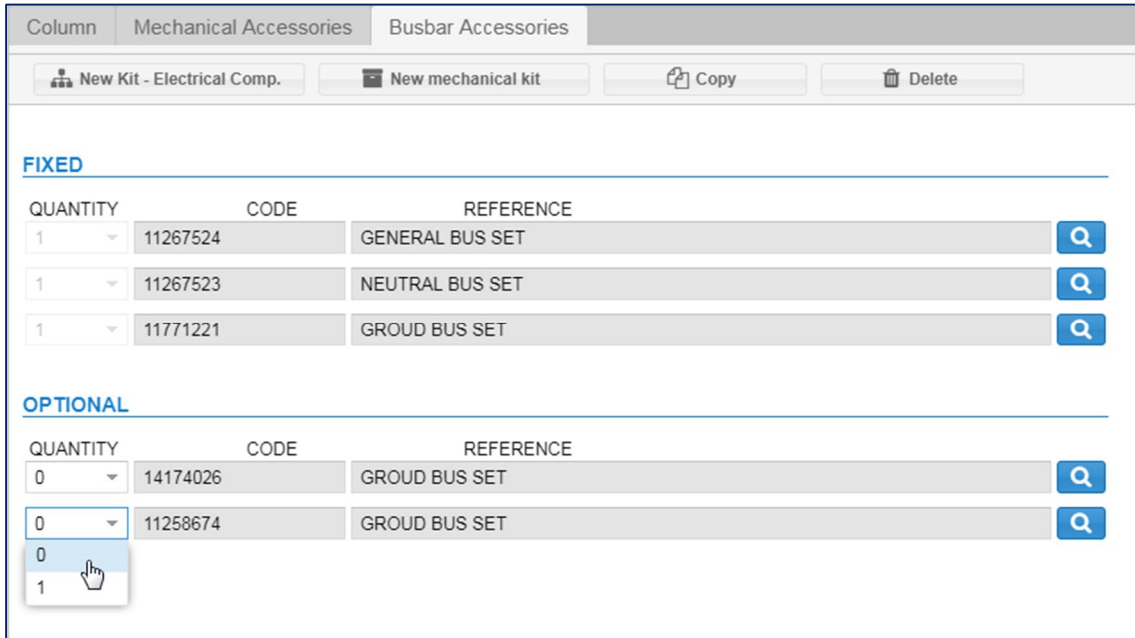 Column Mechanical Accessories Busbar Accessories
New Kit - Electrical Comp. New mechanical kit Copy Delete
FIXED
QUANTITY CODE REFERENCE
1 11267524 GENERAL BUS SET
1 11267523 NEUTRAL BUS SET
1 11771221 GROUD BUS SET
OPTIONAL
QUANTITY CODE REFERENCE
0 14174026 GROUD BUS SET
0 11258674 GROUD BUS SET
0
1